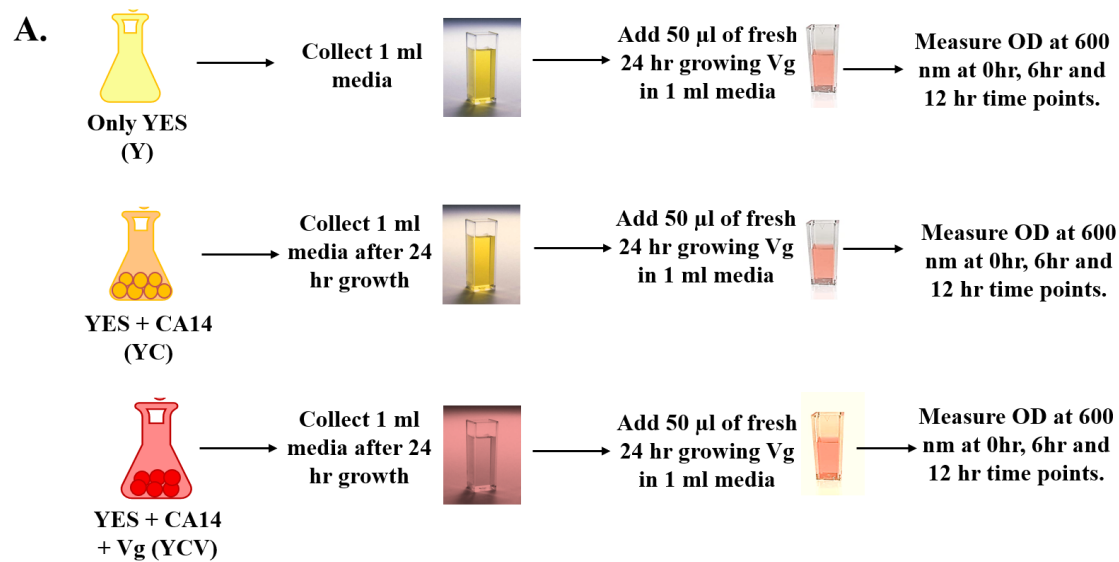 A.
Only YES
(Y)
Collect 1 ml
media
Add 50 µl of fresh
24 hr growing Vg
in 1 ml media
Measure OD at 600
nm at 0hr, 6hr and
12 hr time points.
YES + CA14
(YC)
Collect 1 ml
media after 24
hr growth
Add 50 µl of fresh
24 hr growing Vg
in 1 ml media
Measure OD at 600
nm at 0hr, 6hr and
12 hr time points.
YES + CA14
+ Vg (YCV)
Collect 1 ml
media after 24
hr growth
Add 50 µl of fresh
24 hr growing Vg
in 1 ml media
Measure OD at 600
nm at 0hr, 6hr and
12 hr time points.